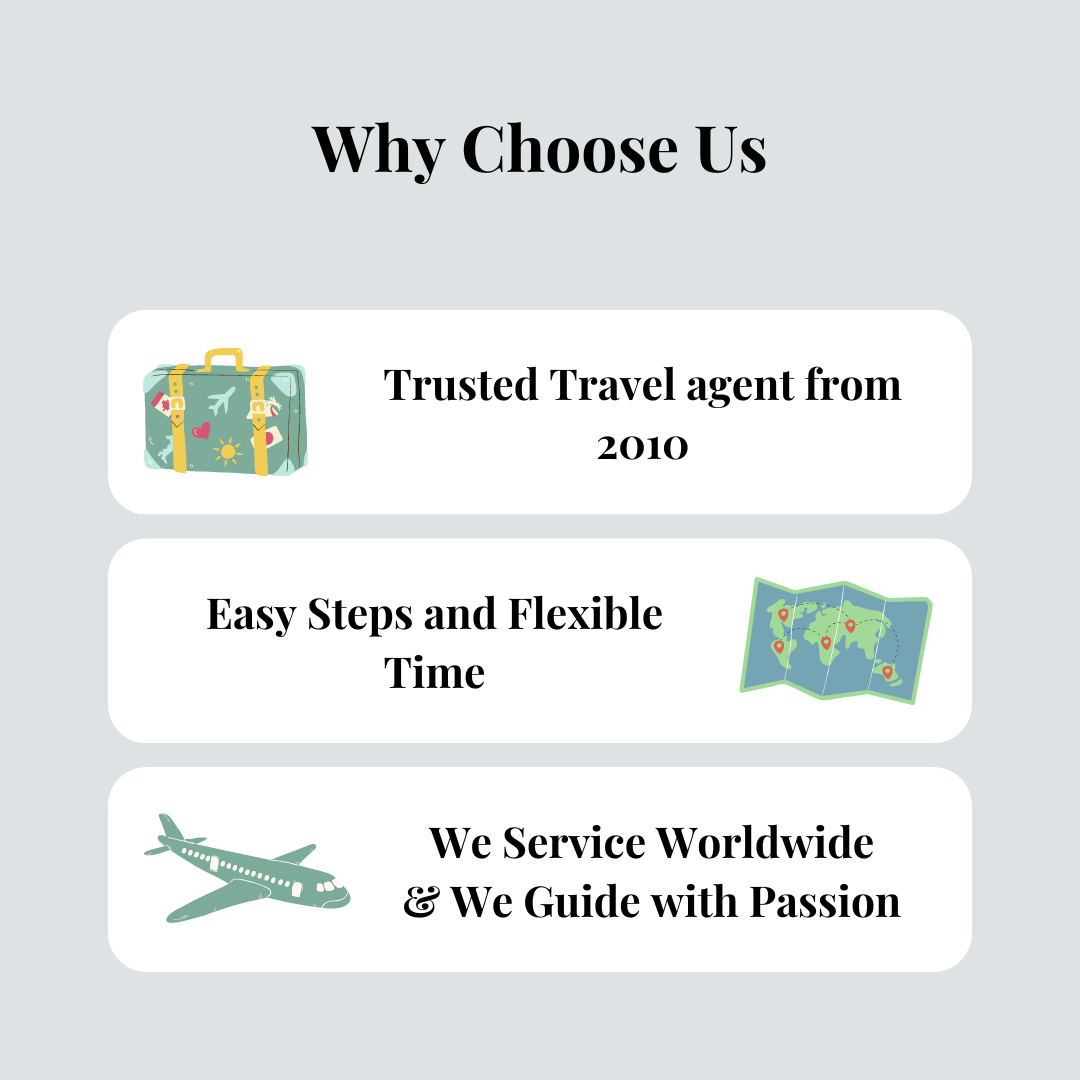 Why Choose Us
Trusted Travel agent from
2010
Easy Steps and Flexible
Time
We Service Worldwide
& We Guide with Passion